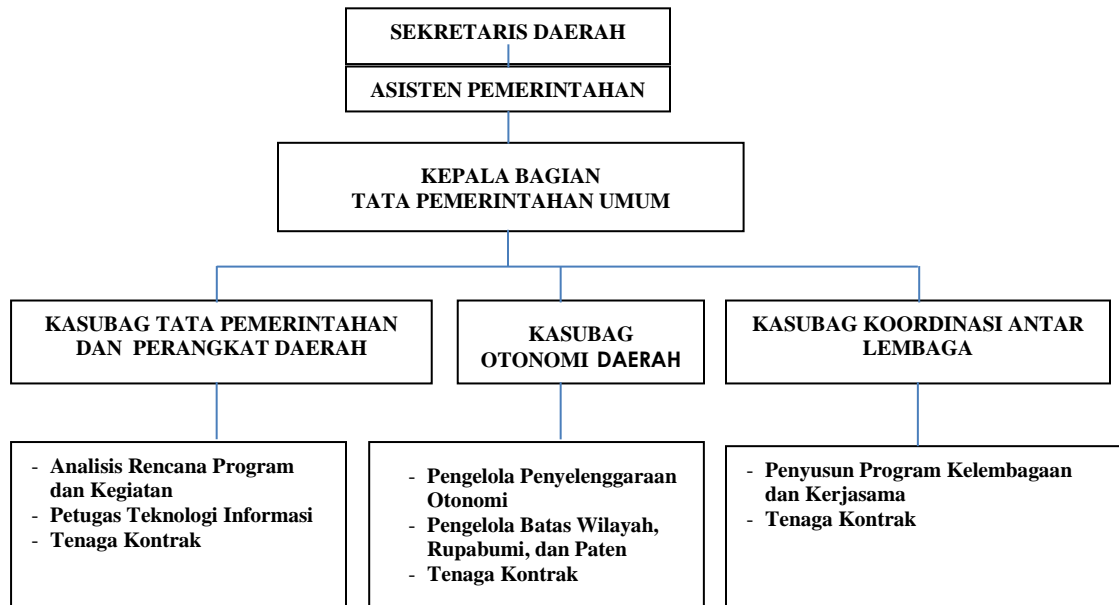 SEKRETARIS DAERAH
ASISTEN PEMERINTAHAN
KEPALA BAGIAN
TATA PEMERINTAHAN UMUM
KASUBAG TATA PEMERINTAHAN
DAN PERANGKAT DAERAH
KASUBAG
OTONOMI DAERAH
KASUBAG KOORDINASI ANTAR
LEMBAGA
- Analisis Rencana Program
dan Kegiatan
- Petugas Teknologi Informasi
- Tenaga Kontrak
- Pengelola Penyelenggaraan
Otonomi
- Pengelola Batas Wilayah,
Rupabumi, dan Paten
- Tenaga Kontrak
- Penyusun Program Kelembagaan
dan Kerjasama
- Tenaga Kontrak